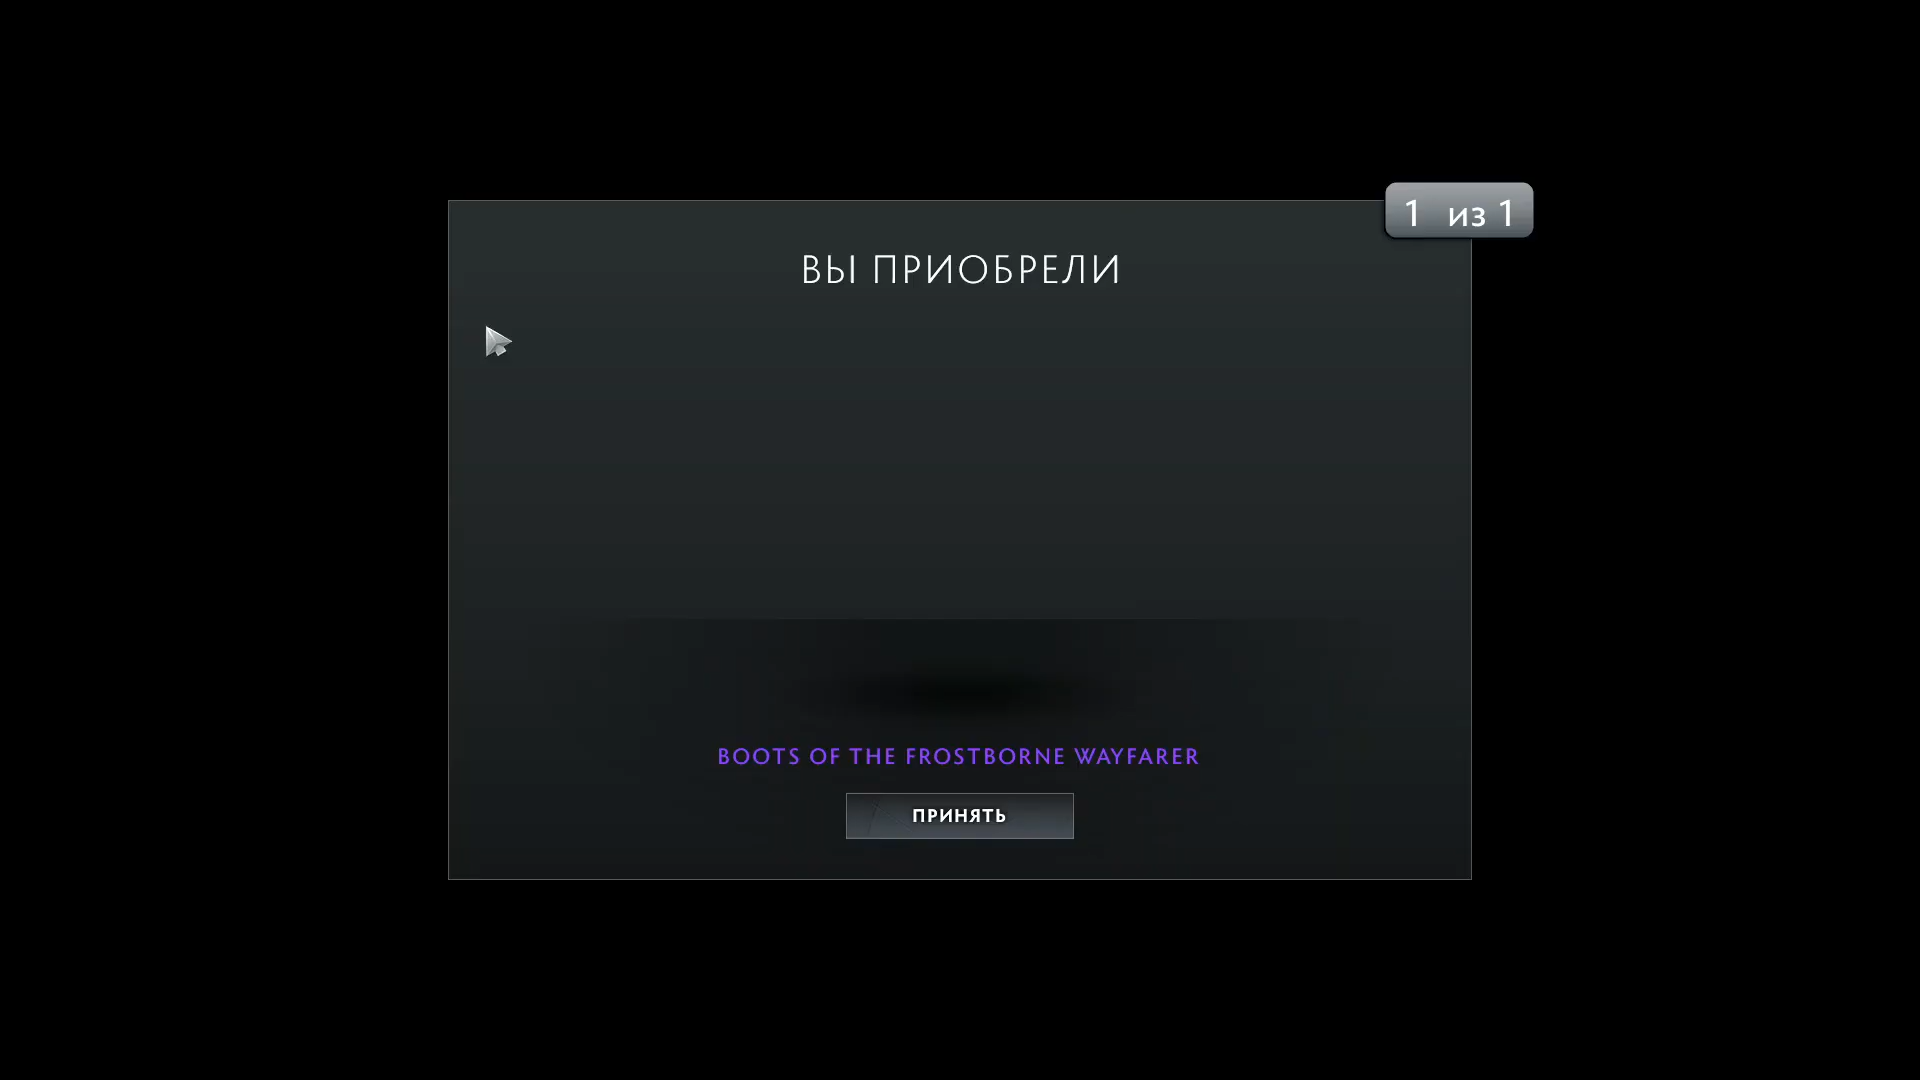 1 из 1
ВЫ ПРИОБРЕЛИ
BOOTS OF THE FROSTBORNE WAYFARER
ПРИНЯТЬ